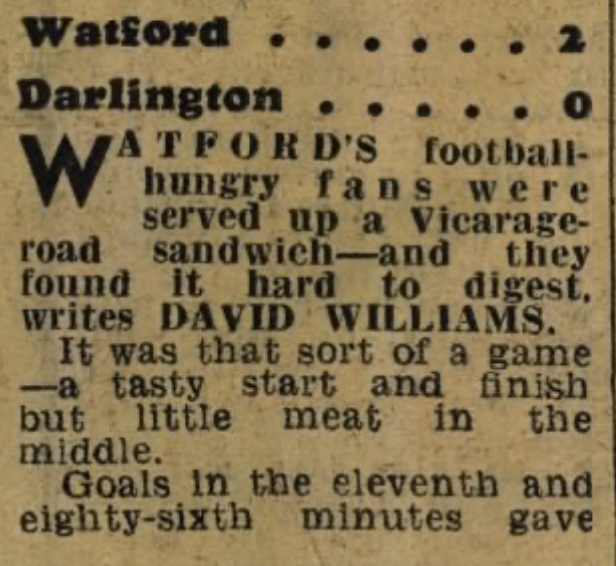 Watford . . . . . . 2
Darlington . . . . . 0
WATFORD'S football-
hungry fans were
served up a Vicarage-
road sandwich—and they
found it hard to digest,
writes DAVID WILLIAMS.
It was that sort of a game
—a tasty start and finish
but little meat in the
middle.
Goals in the eleventh and
eighty-sixth minutes gave